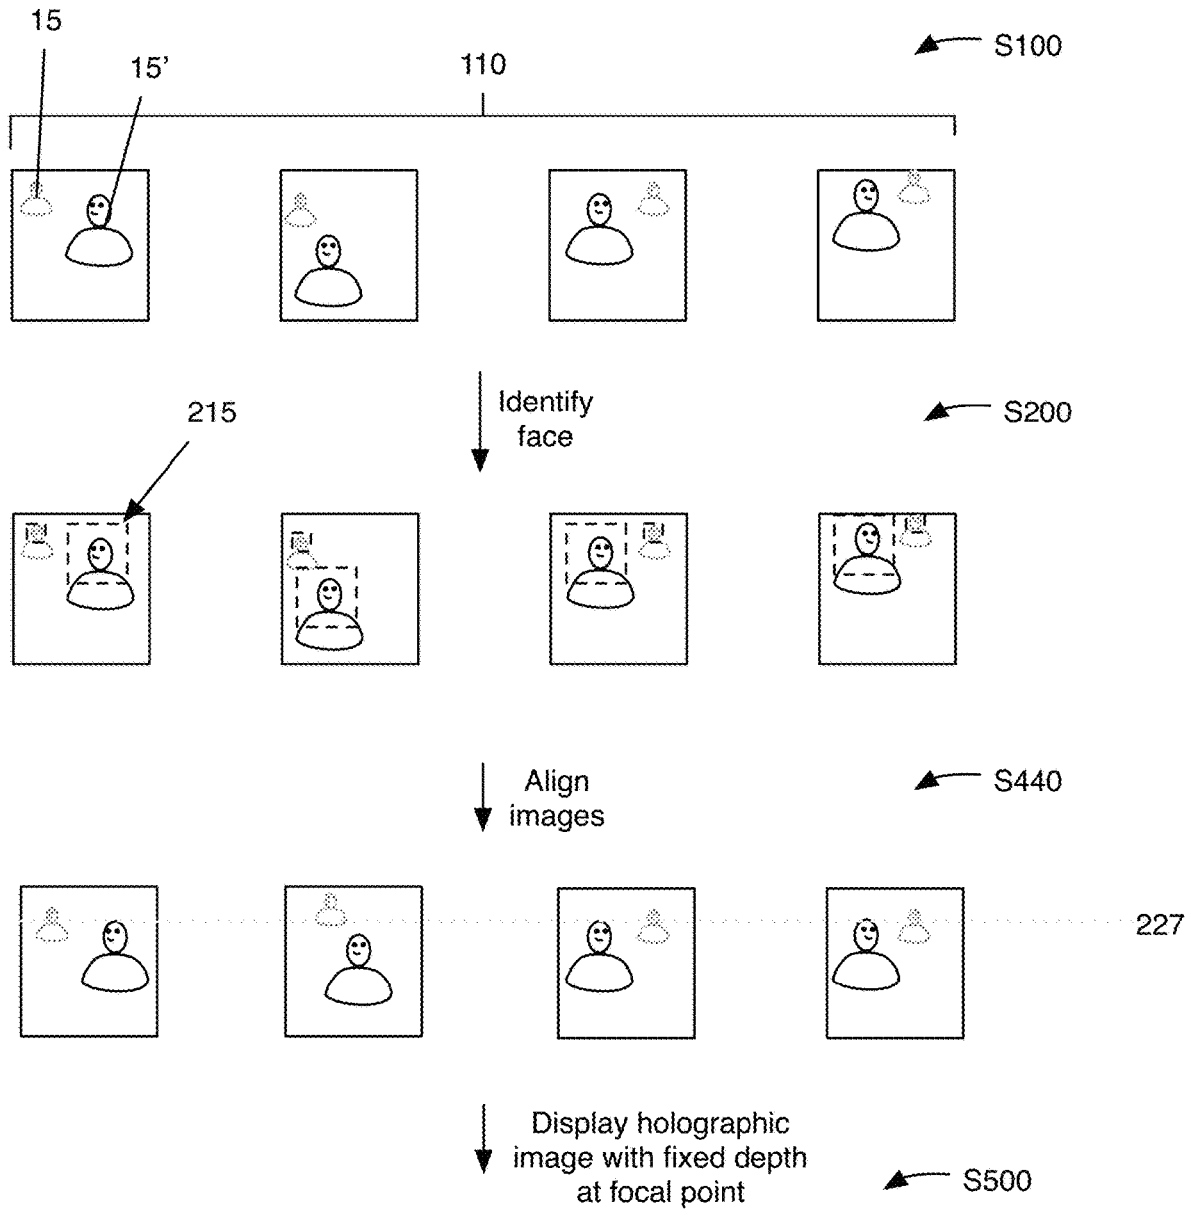 15
15’
110
S100
Identify
face
S200
215
Align
images
S440
227
Display holographic
image with fixed depth
at focal point
S500